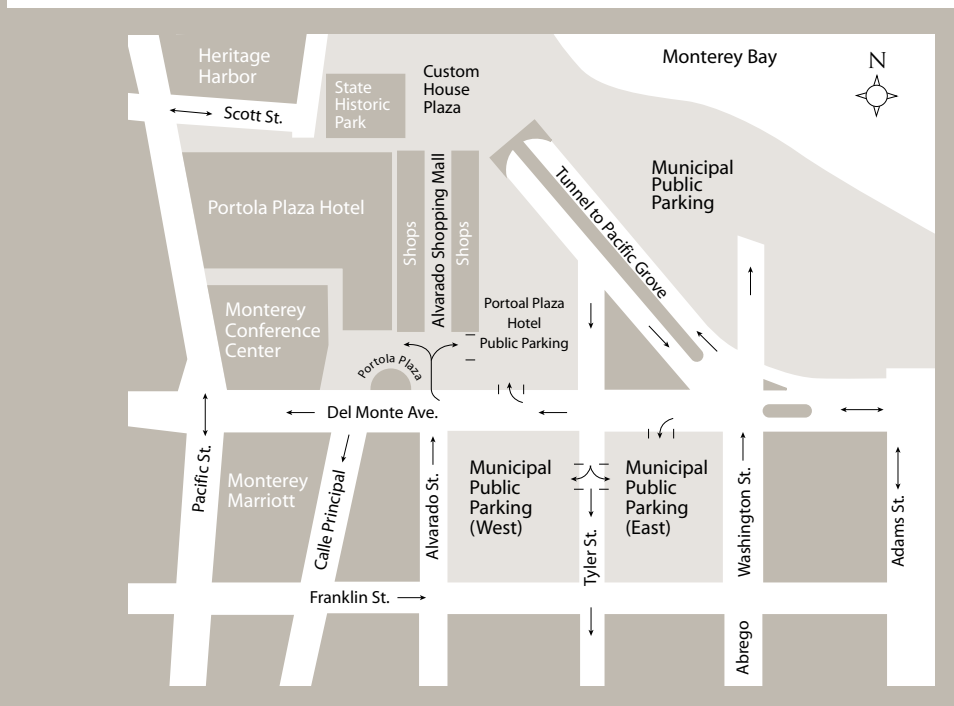 Heritage
Harbor
Custom
House
Plaza
Monterey Bay
N
State
Historic
Park
Scott St.
Portola Plaza Hotel
Shops
Alvarado Shopping Mall
Shops
Tunnel to Pacific Grove
Municipal
Public
Parking
Monterey
Conference
Center
Portoal Plaza
Hotel
Public Parking
Portola Plaza
Del Monte Ave.
Pacific St.
Monterey
Marriott
Calle Principal
Alvarado St.
Municipal
Public
Parking
(West)
Tyler St.
Municipal
Public
Parking
(East)
Washington St.
Adams St.
Franklin St.
Abrego